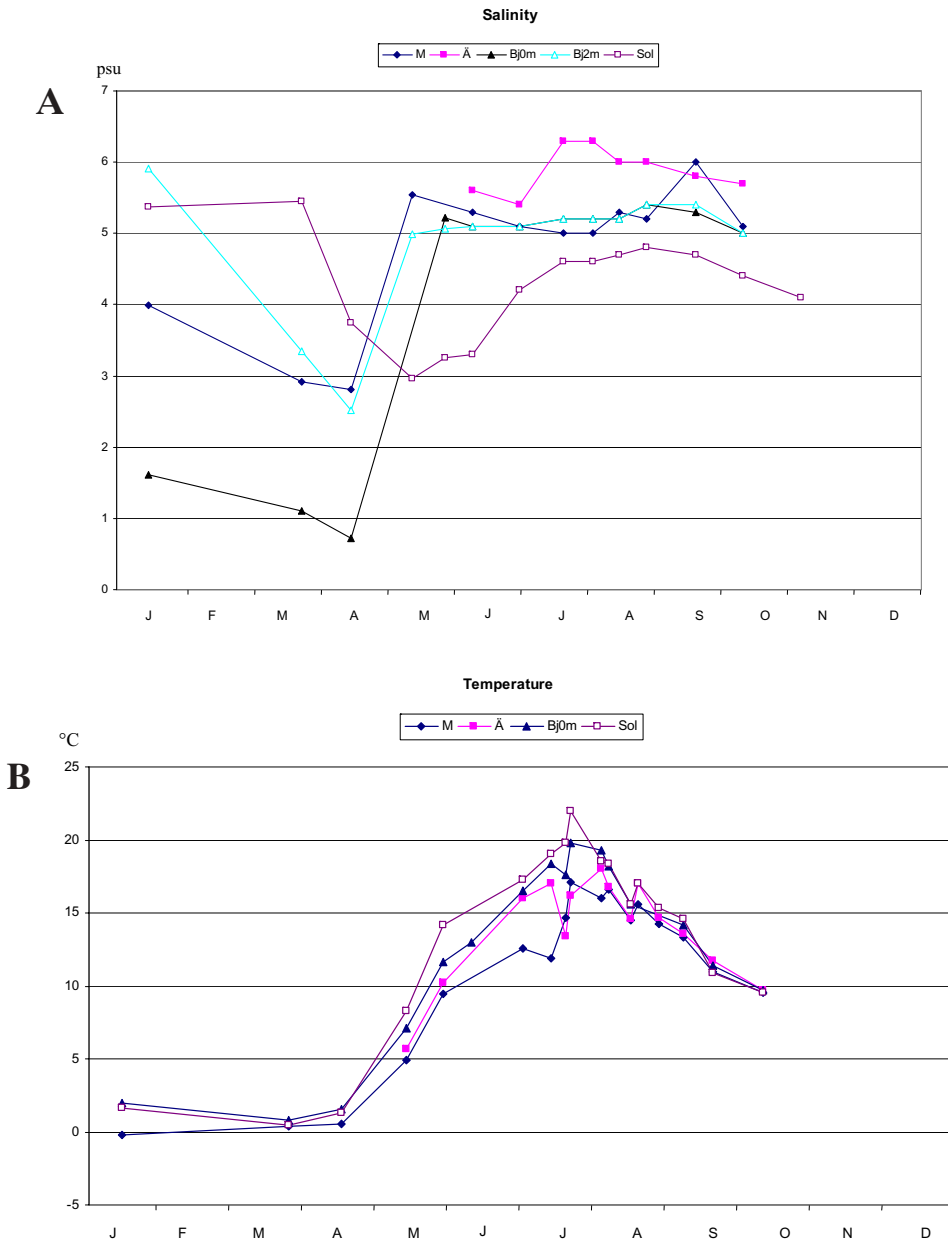 Salinity
M Ä Bj0m Bj2m Sol
psu
A
7
6
5
4
3
2
1
0
J F M A M J J A S O N D
Temperature
M Ä Bj0m Sol
°C
B
25
20
15
10
5
0
-5
J F M A M J J A S O N D